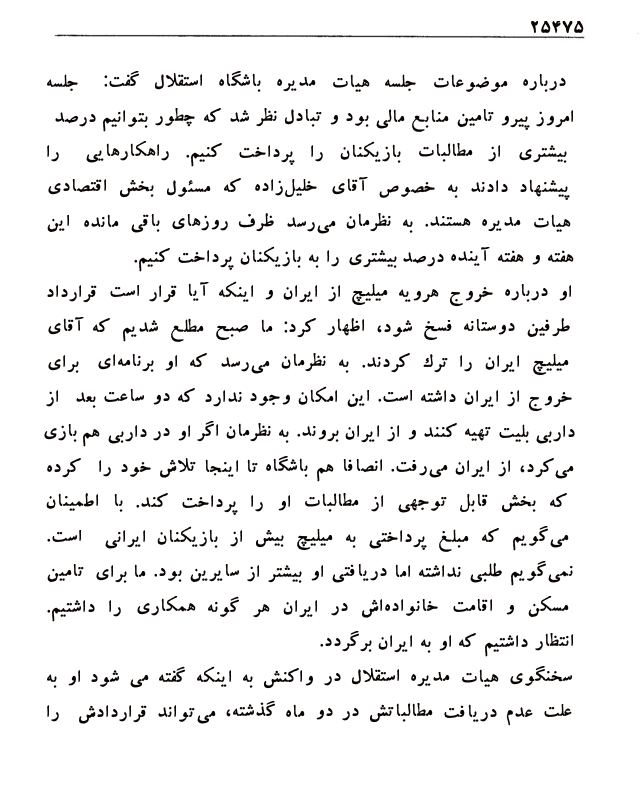 ۲۵۴۷۵
درباره موضوعات جلسه هیات مدیره باشگاه استقلال گفت: جلسه
امروز پیرو تامین منابع مالی بود و تبادل نظر شد که چطور بتوانیم درصد
بیشتری از مطالبات بازیکنان را پرداخت کنیم. راهکارهایی را
پیشنهاد دادند به خصوص آقای خلیل‌زاده که مسئول بخش اقتصادی
هیات مدیره هستند. به نظرمان می‌رسد ظرف روزهای باقی مانده این
هفته و هفته آینده درصد بیشتری را به بازیکنان پرداخت کنیم.
او درباره خروج هرویه میلیچ از ایران و اینکه آیا قرار است قرارداد
طرفین دوستانه فسخ شود، اظهار کرد: ما صبح مطلع شدیم که آقای
میلیچ ایران را ترك کردند. به نظرمان می‌رسد که او برنامه‌ای برای
خروج از ایران داشته است. این امکان وجود ندارد که دو ساعت بعد از
داربی بلیت تهیه کنند و از ایران بروند. به نظرمان اگر او در داربی هم بازی
می‌کرد، از ایران می‌رفت. انصافا هم باشگاه تا اینجا تلاش خود را کرده
که بخش قابل توجهی از مطالبات او را پرداخت کند. با اطمینان
می‌گویم که مبلغ پرداختی به میلیچ بیش از بازیکنان ایرانی است.
نمی‌گویم طلبی نداشته اما دریافتی او بیشتر از سایرین بود. ما برای تامین
مسکن و اقامت خانواده‌اش در ایران هر گونه همکاری را داشتیم.
انتظار داشتیم که او به ایران برگردد.
سخنگوی هیات مدیره استقلال در واکنش به اینکه گفته می شود او به
علت عدم دریافت مطالباتش در دو ماه گذشته، می‌تواند قراردادش را